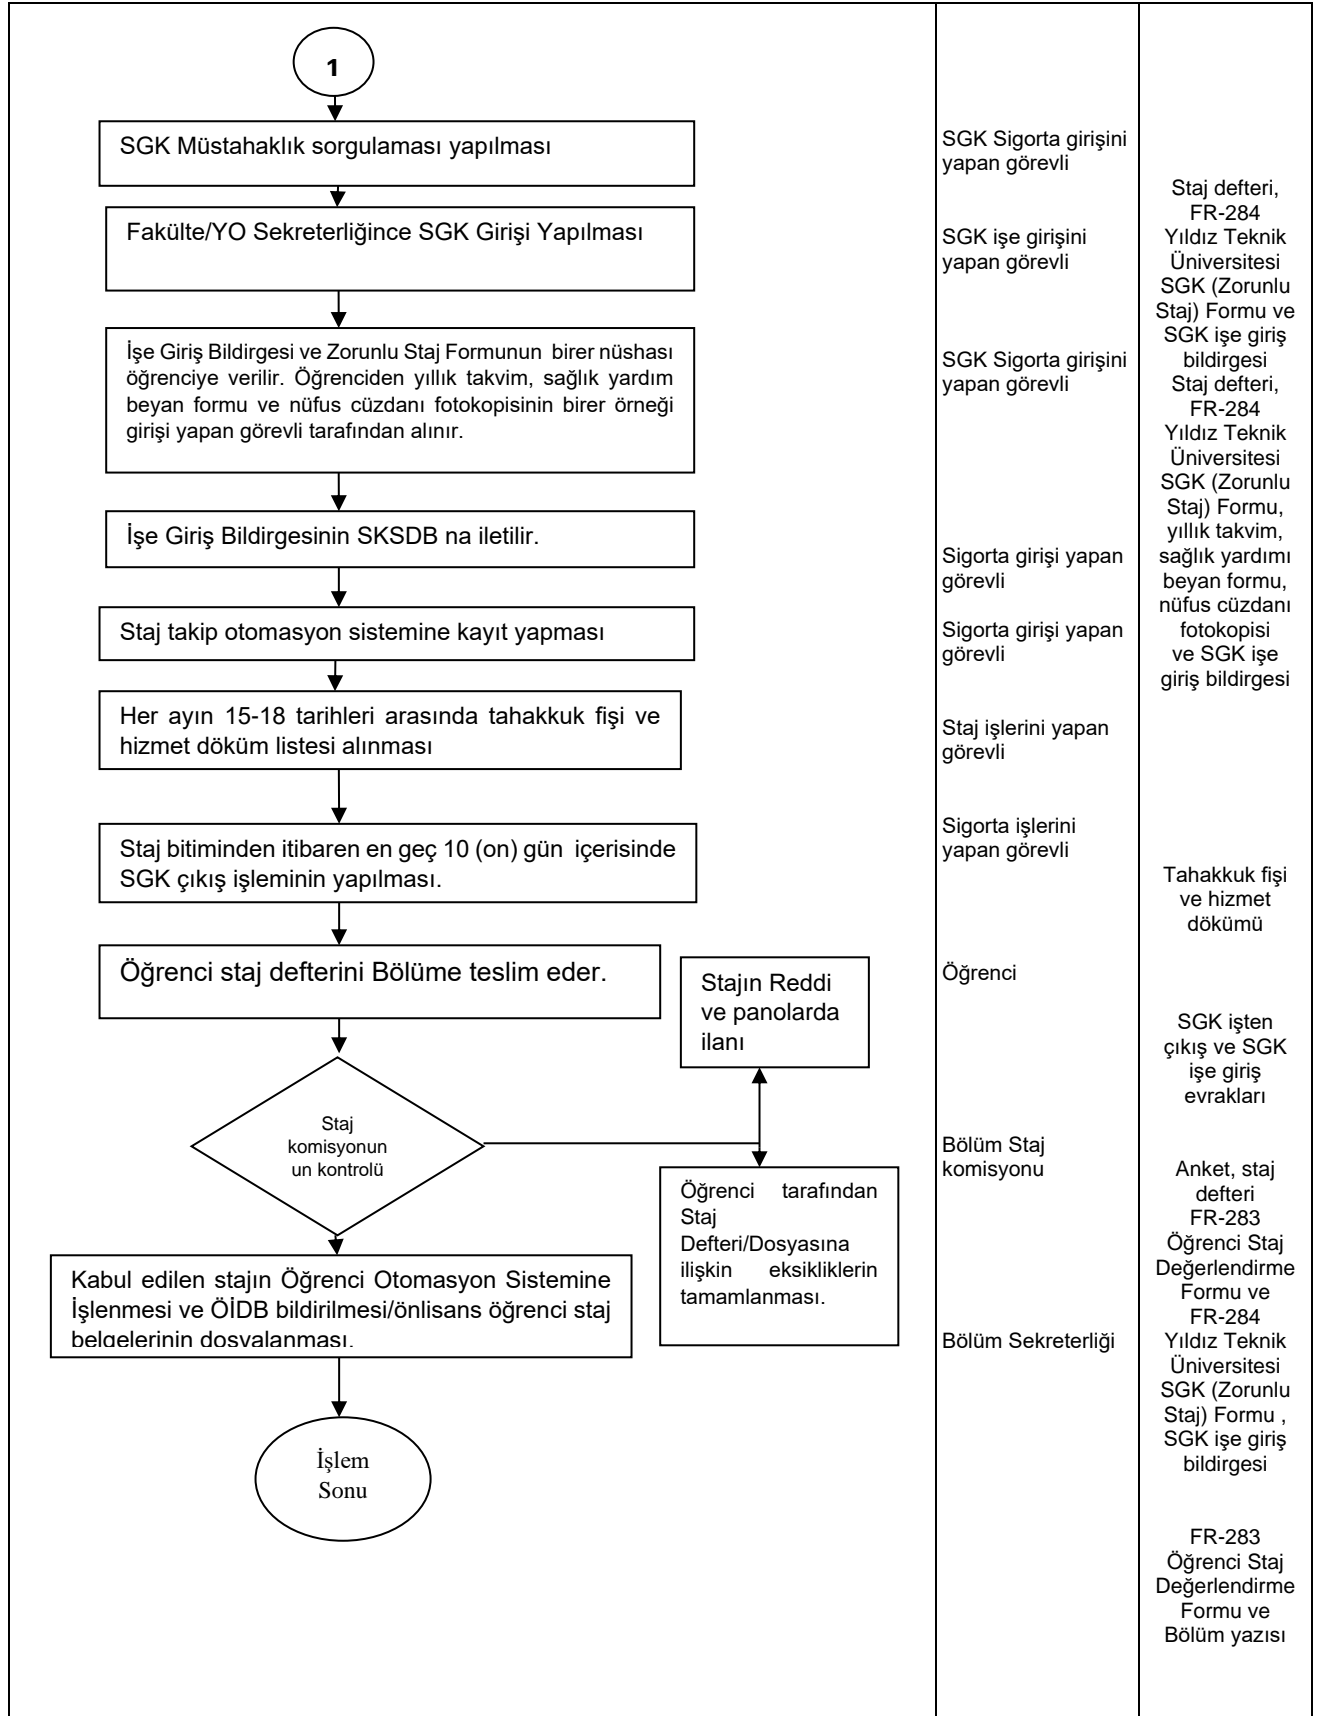 1
SGK Müstahaklık sorgulaması yapılması
Fakülte/YO Sekreterliğince SGK Girişi Yapılması
İşe Giriş Bildirgesi ve Zorunlu Staj Formunun birer nüshası
öğrenciye verilir. Öğrenciden yıllık takvim, sağlık yardım
beyan formu ve nüfus cüzdanı fotokopisinin birer örneği
girişi yapan görevli tarafından alınır.
İşe Giriş Bildirgesinin SKSDB na iletilir.
Staj takip otomasyon sistemine kayıt yapması
Her ayın 15-18 tarihleri arasında tahakkuk fişi ve
hizmet döküm listesi alınması
Staj bitiminden itibaren en geç 10 (on) gün içerisinde
SGK çıkış işleminin yapılması.
Öğrenci staj defterini Bölüme teslim eder.
Stajın Reddi
ve panolarda
ilanı
Staj
komisyonun
un kontrolü
Öğrenci tarafından
Staj
Defteri/Dosyasına
ilişkin eksikliklerin
tamamlanması.
Kabul edilen stajın Öğrenci Otomasyon Sistemine
İşlenmesi ve ÖİDB bildirilmesi/önlisans öğrenci staj
belgelerinin dosyalanması.
İşlem
Sonu
SGK Sigorta girişini
yapan görevli
SGK işe girişini
yapan görevli
SGK Sigorta girişini
yapan görevli
Sigorta girişi yapan
görevli
Sigorta girişi yapan
görevli
Staj işlerini yapan
görevli
Sigorta işlerini
yapan görevli
Öğrenci
Bölüm Staj
komisyonu
Bölüm Sekreterliği
Staj defteri,
FR-284
Yıldız Teknik
Üniversitesi
SGK (Zorunlu
Staj) Formu ve
SGK işe giriş
bildirgesi
Staj defteri,
FR-284
Yıldız Teknik
Üniversitesi
SGK (Zorunlu
Staj) Formu,
yıllık takvim,
sağlık yardımı
beyan formu,
nüfus cüzdanı
fotokopisi
ve SGK işe
giriş bildirgesi
Tahakkuk fişi
ve hizmet
dökümü
SGK işten
çıkış ve SGK
işe giriş
evrakları
Anket, staj
defteri
FR-283
Öğrenci Staj
Değerlendirme
Formu ve
FR-284
Yıldız Teknik
Üniversitesi
SGK (Zorunlu
Staj) Formu ,
SGK işe giriş
bildirgesi
FR-283
Öğrenci Staj
Değerlendirme
Formu ve
Bölüm yazısı